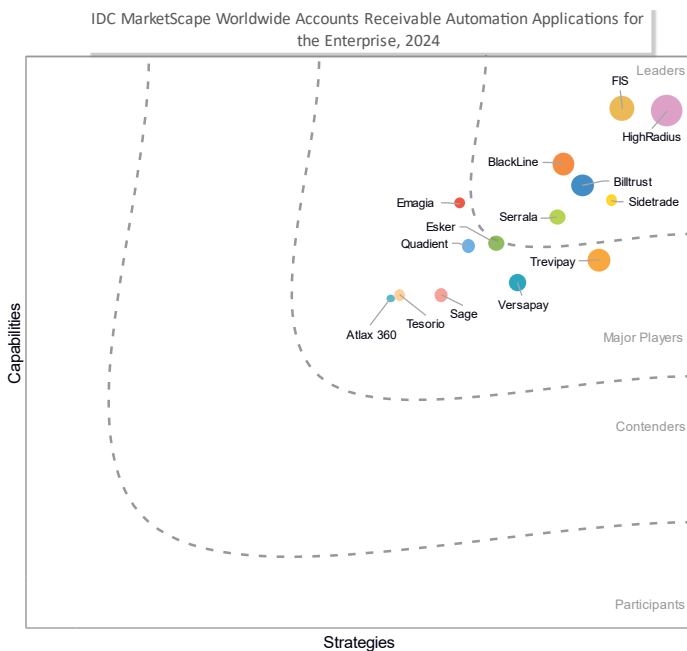 IDC MarketScape Worldwide Accounts Receivable Automation Applications for
the Enterprise, 2024
Leaders
FIS
HighRadius
BlackLine
Billtrust
Sidetrade
Emagia
Serrala
Esker
Quadient
Trevipay
Versapay
Sage
Tesorio
Atlax 360
Major Players
Capabilities
Contenders
Participants
Strategies